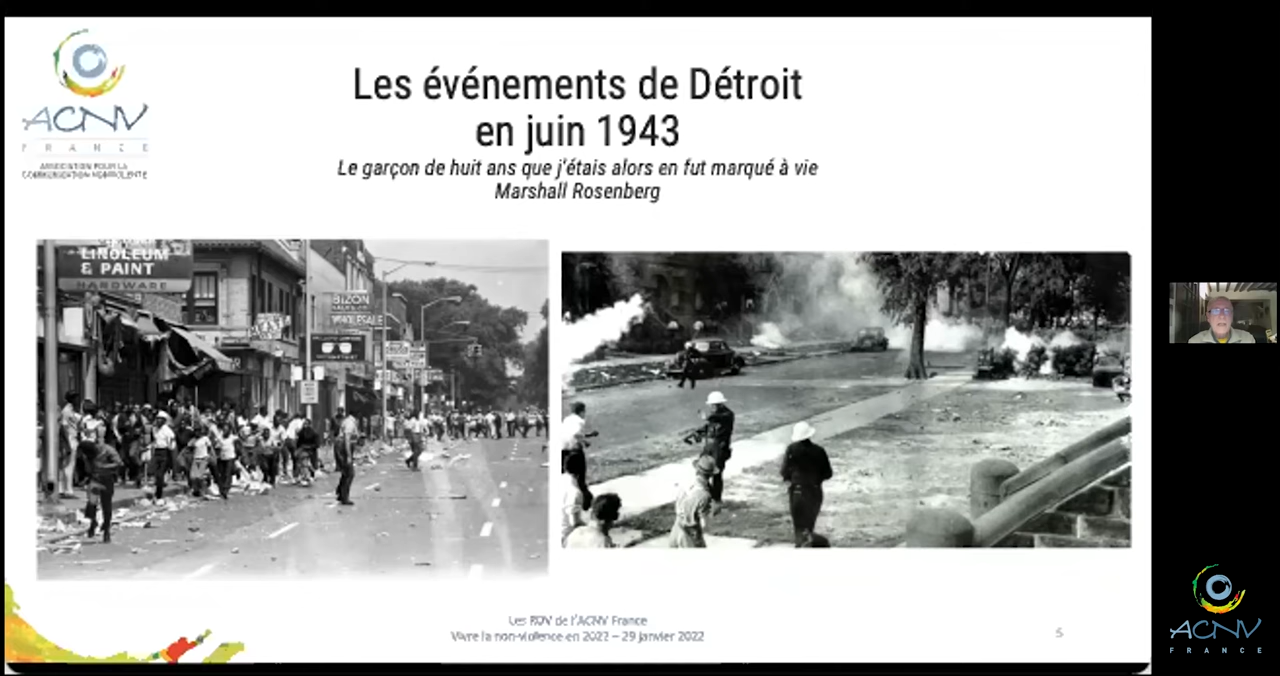 ACNV
FRANCE
ASSOCIATION POUR LA
COMMUNICATION NONVIOLENTE
Les événements de Détroit
en juin 1943
Le garçon de huit ans que j'étais alors en fut marqué à vie
Marshall Rosenberg
LINOLEUM
& PAINT
HARDWARE
BIZON
WHOLESALE
Les RDV de l'ACNV France
Vivre la non-violence en 2022 – 29 janvier 2022
5
ACNV
FRANCE